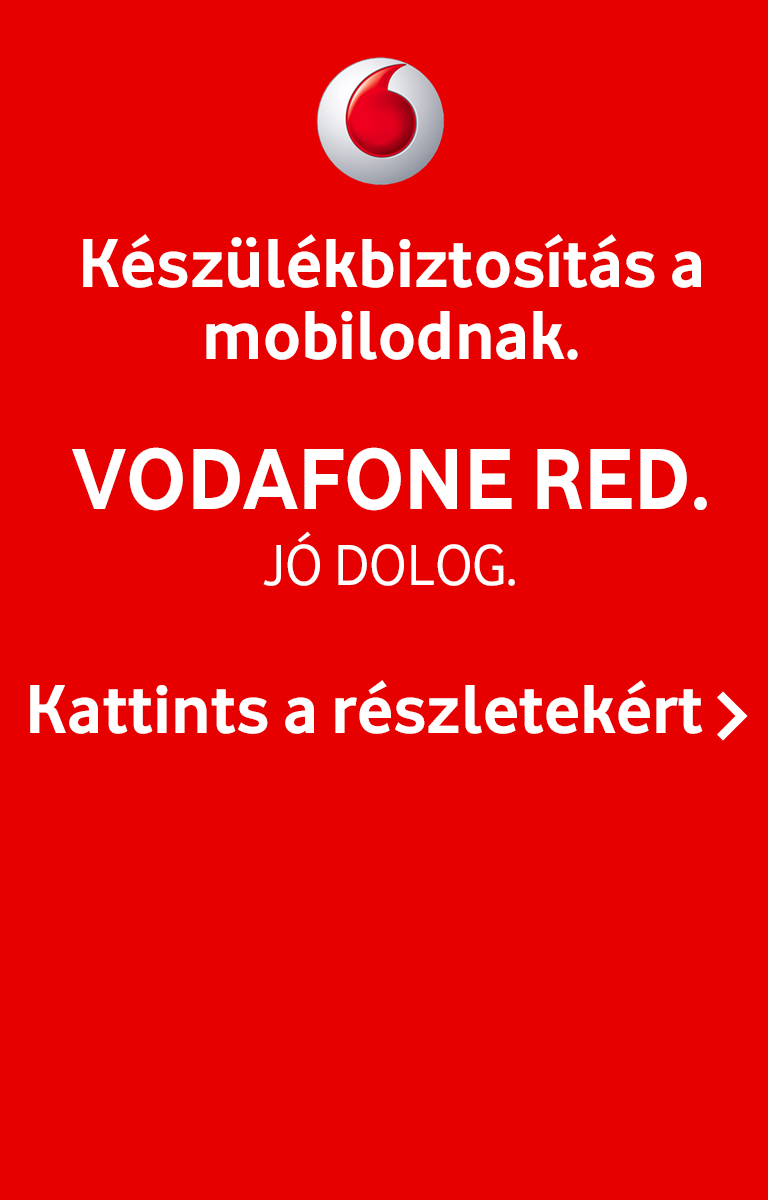 Készülékbiztosítás a
mobilodnak.
VODAFONE RED.
JÓ DOLOG.
Kattints a részletekért >